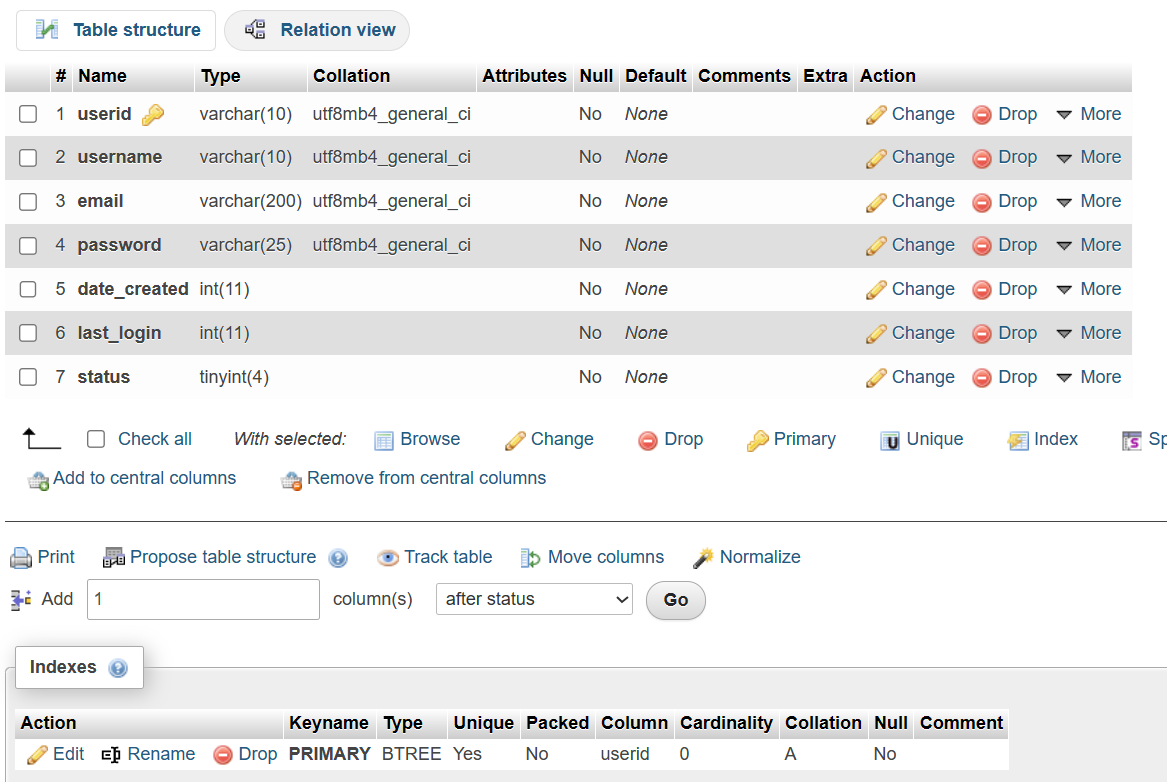 Table structure Relation view
# Name Type Collation Attributes Null Default Comments Extra Action
1 userid varchar(10) utf8mb4_general_ci No None Change Drop More
2 username varchar(10) utf8mb4_general_ci No None Change Drop More
3 email varchar(200) utf8mb4_general_ci No None Change Drop More
4 password varchar(25) utf8mb4_general_ci No None Change Drop More
5 date_created int(11) No None Change Drop More
6 last_login int(11) No None Change Drop More
7 status tinyint(4) No None Change Drop More
Check all With selected: Browse Change Drop Primary U Unique Index S Sp
Add to central columns Remove from central columns
Print Propose table structure Track table Move columns Normalize
Add 1 column(s) after status Go
Indexes
Action Keyname Type Unique Packed Column Cardinality Collation Null Comment
Edit Rename Drop PRIMARY BTREE Yes No userid 0 A No